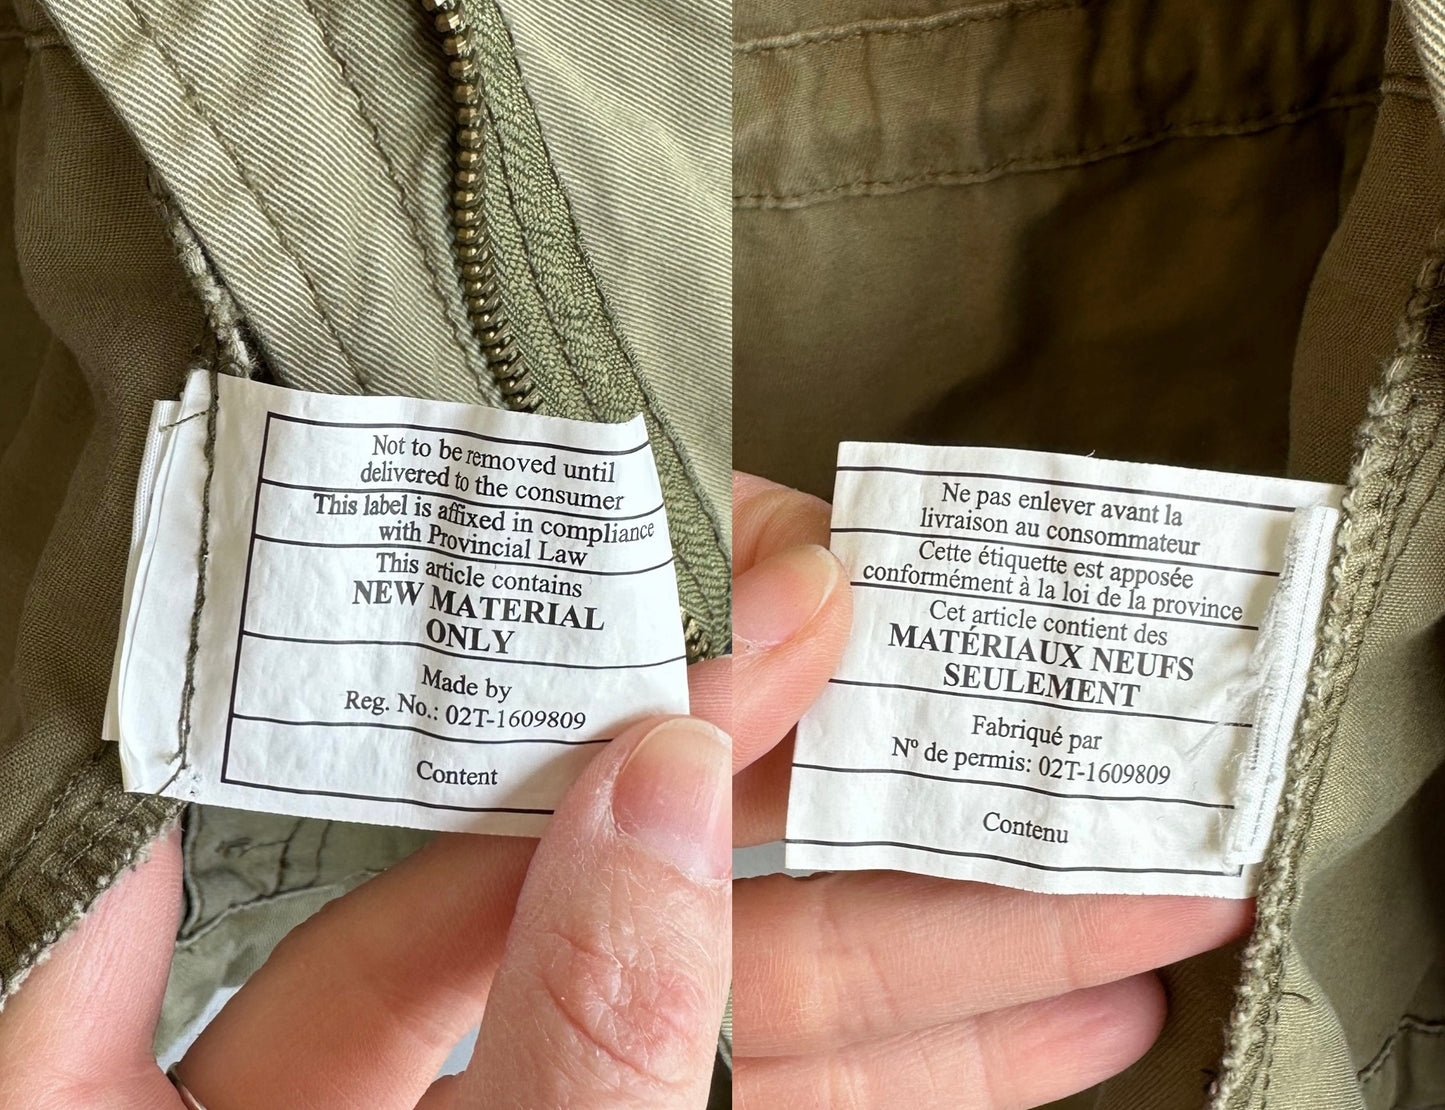 Not to be removed until
delivered to the consumer
This label is affixed in compliance
with Provincial Law
This article contains
NEW MATERIAL
ONLY
Made by
Reg. No.: 02T-1609809
Content
Ne pas enlever avant la
livraison au consommateur
Cette étiquette est apposée
conformément à la loi de la province
Cet article contient des
MATÉRIAUX NEUFS
SEULEMENT
Fabriqué par
Nº de permis: 02T-1609809
Contenu